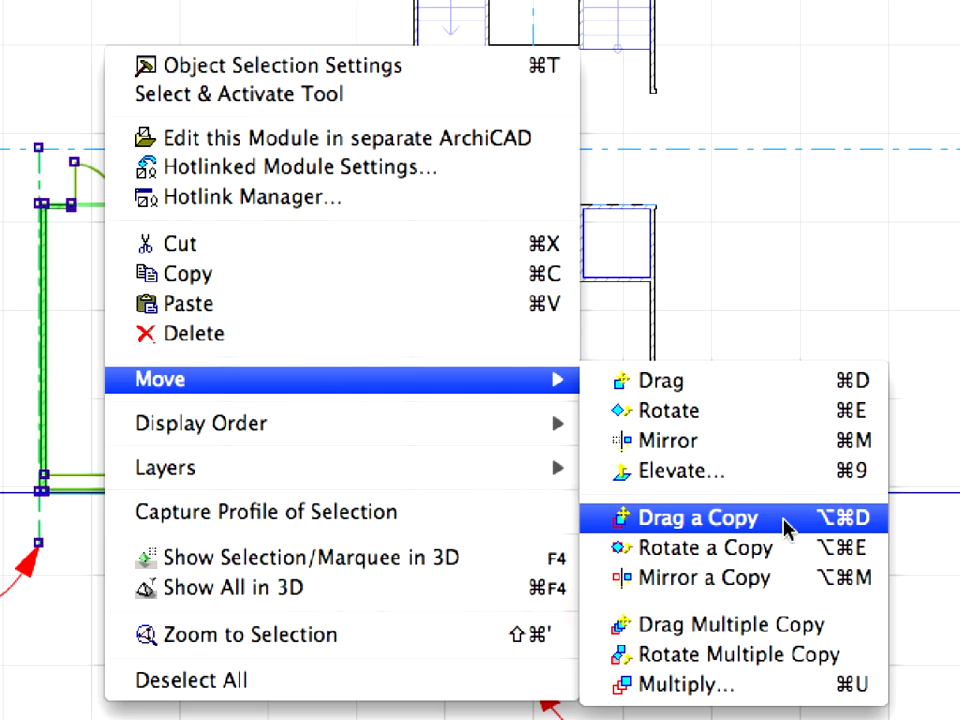 Object Selection Settings ⌘T
Select & Activate Tool
Edit this Module in separate ArchiCAD
Hotlinked Module Settings...
Hotlink Manager...
Cut ⌘X
Copy ⌘C
Paste ⌘V
Delete
Move
Display Order
Layers
Capture Profile of Selection
Show Selection/Marquee in 3D F4
Show All in 3D ⌘F4
Zoom to Selection ⇧⌘'
Deselect All
Drag ⌘D
Rotate ⌘E
Mirror ⌘M
Elevate... ⌘9
Drag a Copy ⌥⌘D
Rotate a Copy ⌥⌘E
Mirror a Copy ⌥⌘M
Drag Multiple Copy
Rotate Multiple Copy
Multiply... ⌘U